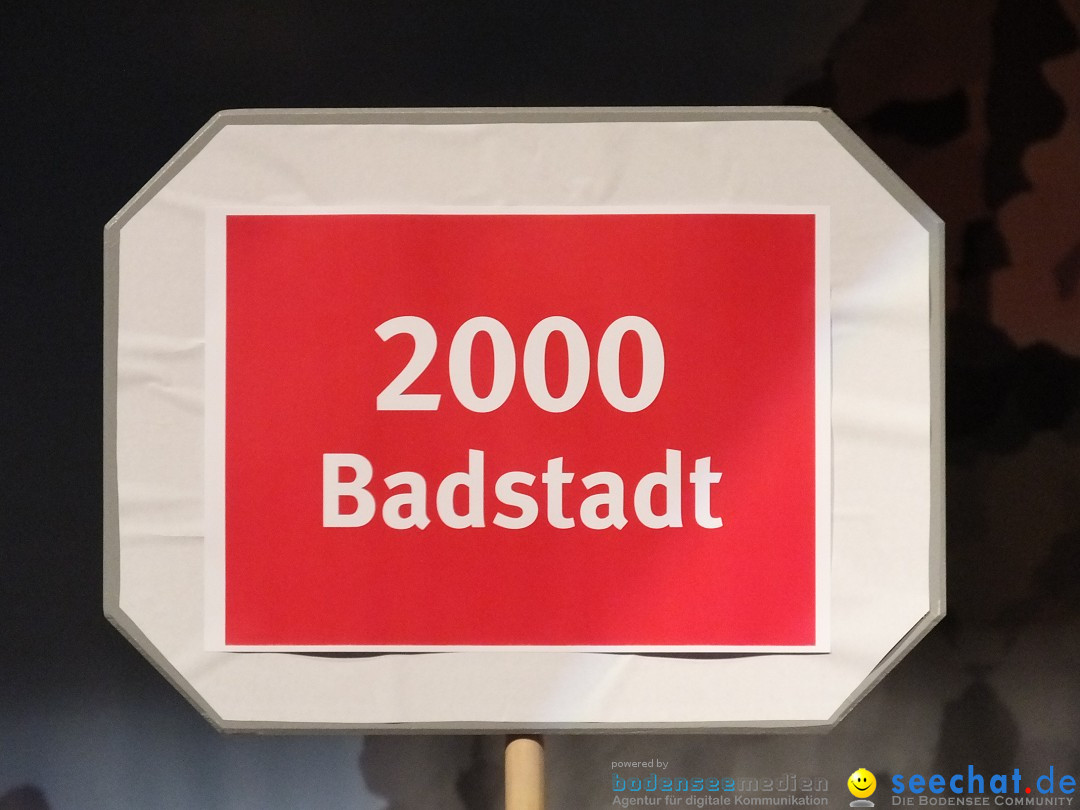 2000
Badstadt
powered by
bodenseemedien
Agentur für digitale Kommunikation
seechat.de
Die Bodensee Community